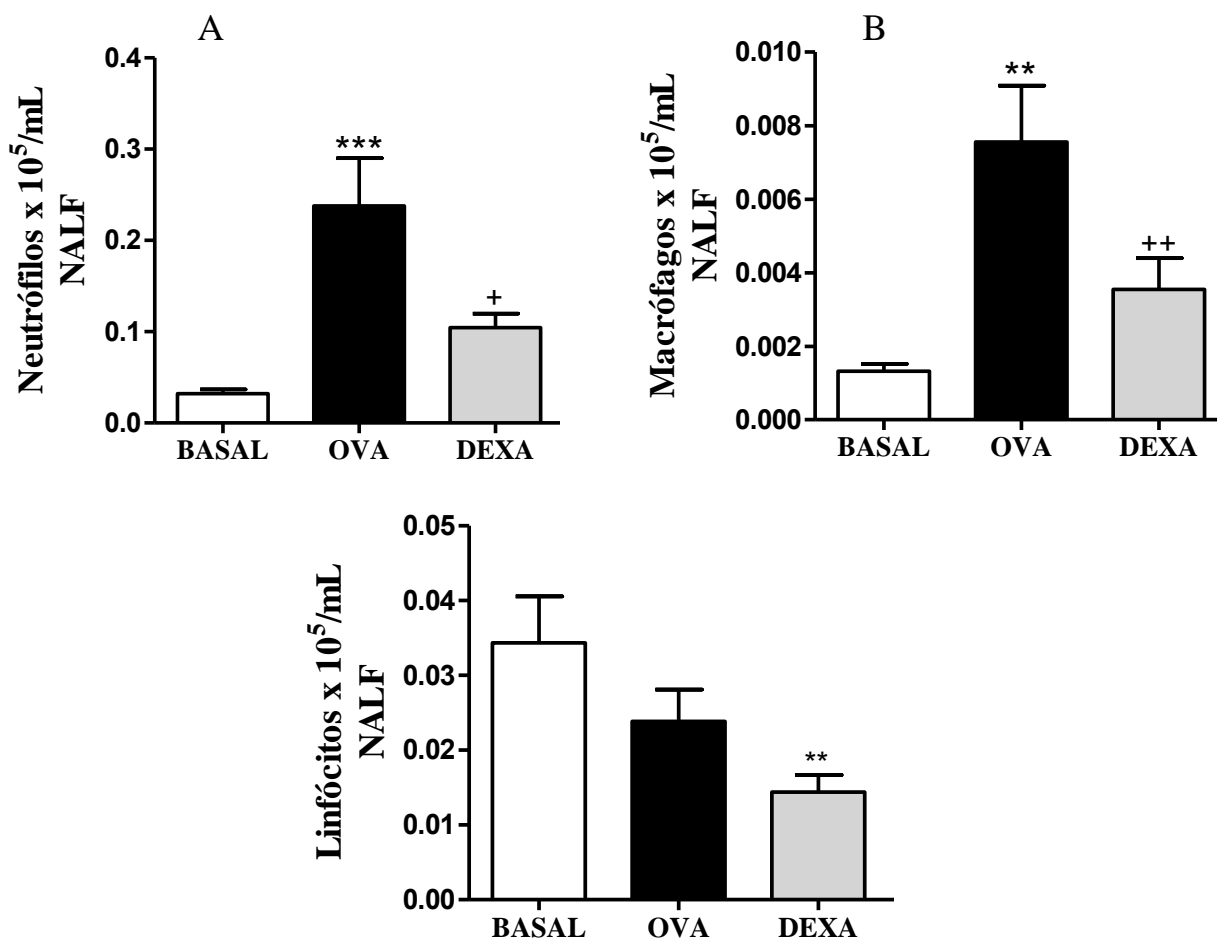 A
Neutrófilos x 10⁵/mL
NALF
0.4
0.3
0.2
0.1
0.0
***
+
BASAL OVA DEXA
B
Macrófagos x 10⁵/mL
NALF
0.010
0.008
0.006
0.004
0.002
0.000
**
++
BASAL OVA DEXA
Linfócitos x 10⁵/mL
NALF
0.05
0.04
0.03
0.02
0.01
0.00
**
BASAL OVA DEXA